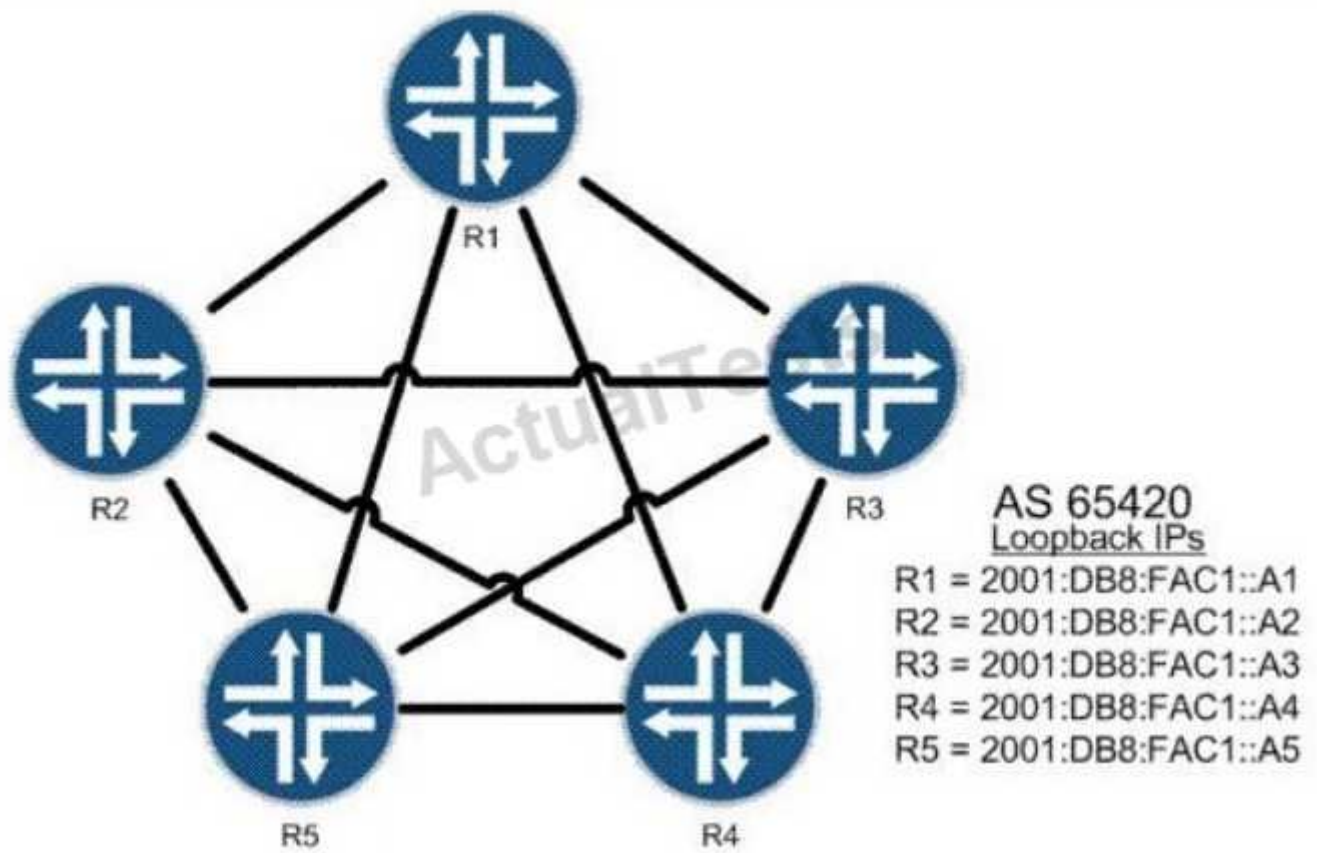 R1
ActualTests
R2
R3
AS 65420
Loopback IPs
R1 = 2001:DB8:FAC1::A1
R2 = 2001:DB8:FAC1::A2
R3 = 2001:DB8:FAC1::A3
R4 = 2001:DB8:FAC1::A4
R5 = 2001:DB8:FAC1::A5
R5
R4